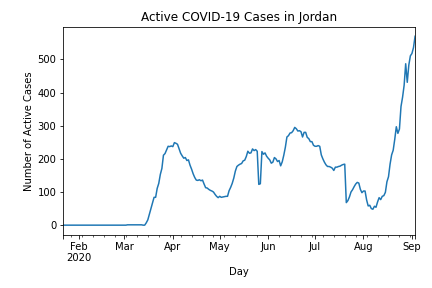 Active COVID-19 Cases in Jordan
Number of Active Cases
500
400
300
200
100
0
Feb Mar Apr May Jun Jul Aug Sep
2020
Day